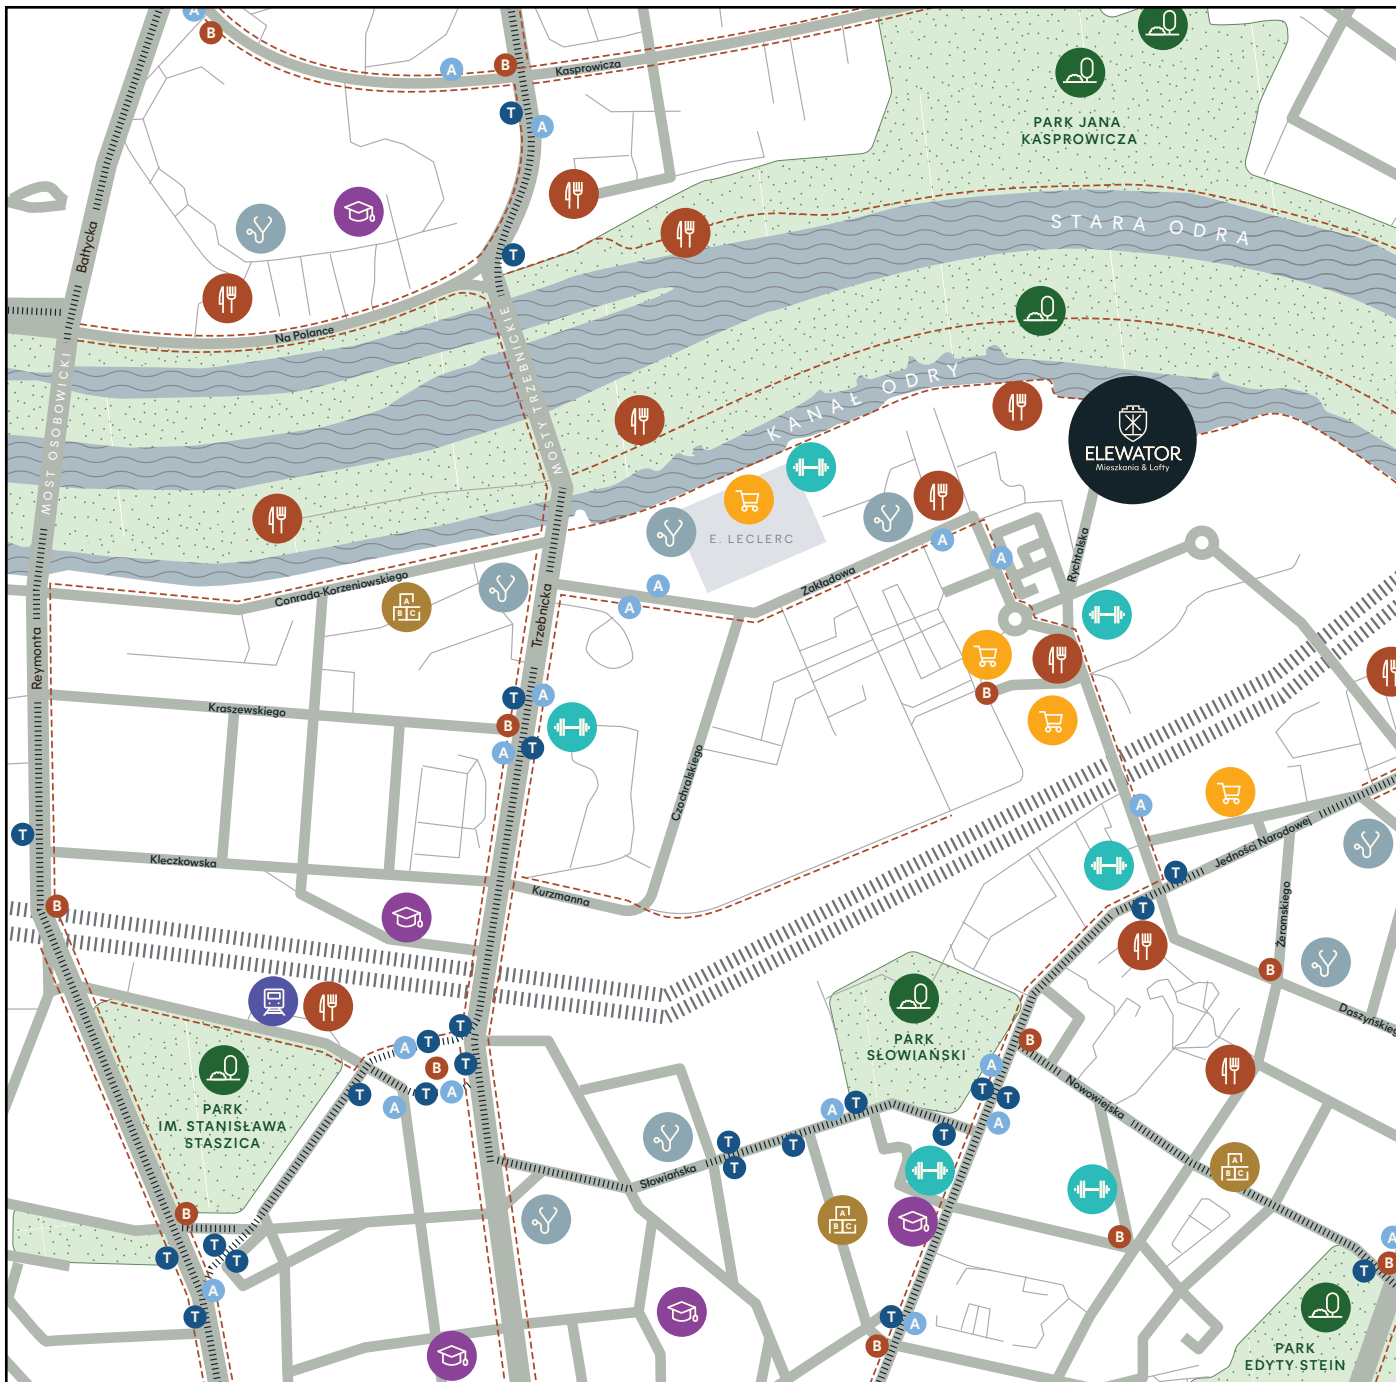 A
B
A
B
Kasprowicza
T
A
PARK JANA
KASPROWICZA
STARA ODRA
Bałtycka
T
Na Polance
MOSTY TRZEBNICKIE
MOST OSOBOWICKI
KANAŁ ODRY
ELEWATOR
Mieszkania & Lofty
E. LECLERC
A
A
Rychtalska
Zakładowa
Conrada-Korzeniowskiego
A
B C
A
A
Trzebnicka
Reymonta
B
T
A
Kraszewskiego
B
A
T
Czochralskiego
A
T
Jedności Narodowej
Kleczkowska
T
Kurzmanna
T
Żeromskiego
B
B
Daszyńskiego
PARK
SŁOWIAŃSKI
T
A
T
B
T
B
A
T
A
T
A
PARK
IM. STANISŁAWA
STASZICA
T
T
A
Nowowiejska
A
T
T
T
T
T
Słowiańska
A
B C
A
B C
B
T
T
T
A
T
B
A
B
T
T
A
B
PARK
EDYTY STEIN